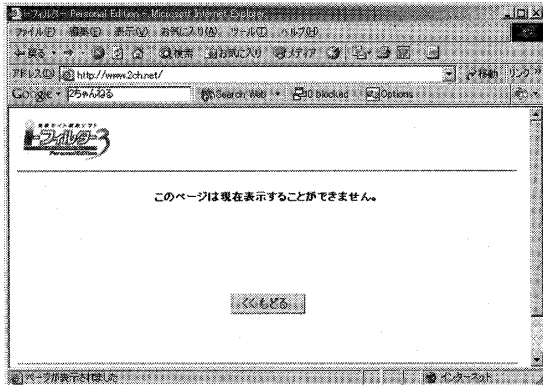 i-フィルター Personal Edition - Microsoft Internet Explorer
ファイル(F) 編集(E) 表示(V) お気に入り(A) ツール(T) ヘルプ(H)
戻る 検索 お気に入り メディア
アドレス(D) http://www.2ch.net/ 移動 リンク »
Google 2ちゃんねる Search Web 0 blocked Options
フィルター3
Personal Edition
このページは現在表示することができません。
<< もどる
ページが表示されました インターネット